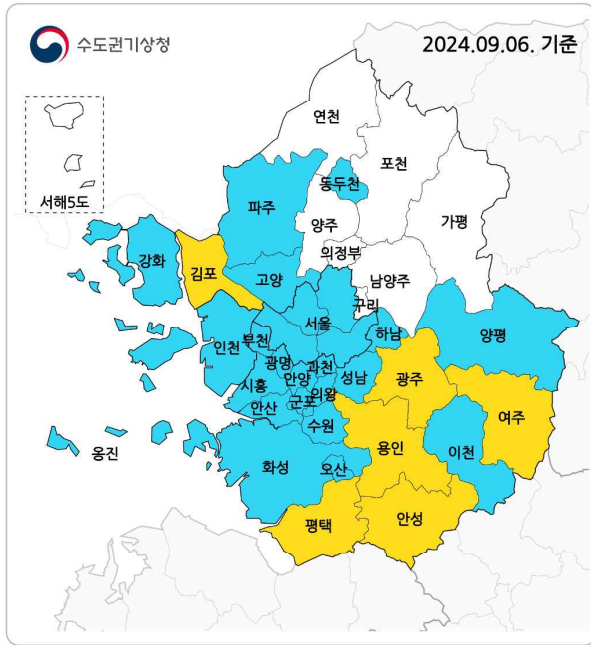 수도권기상청
2024.09.06. 기준
연천
포천
서해5도
동두천
파주
가평
양주
강화
의정부
김포
고양
남양주
구리
서울
하남
양평
인천
부천
광명
과천
시흥
안양
성남
광주
의왕
안산
군포
여주
수원
용인
이천
옹진
화성
오산
평택
안성